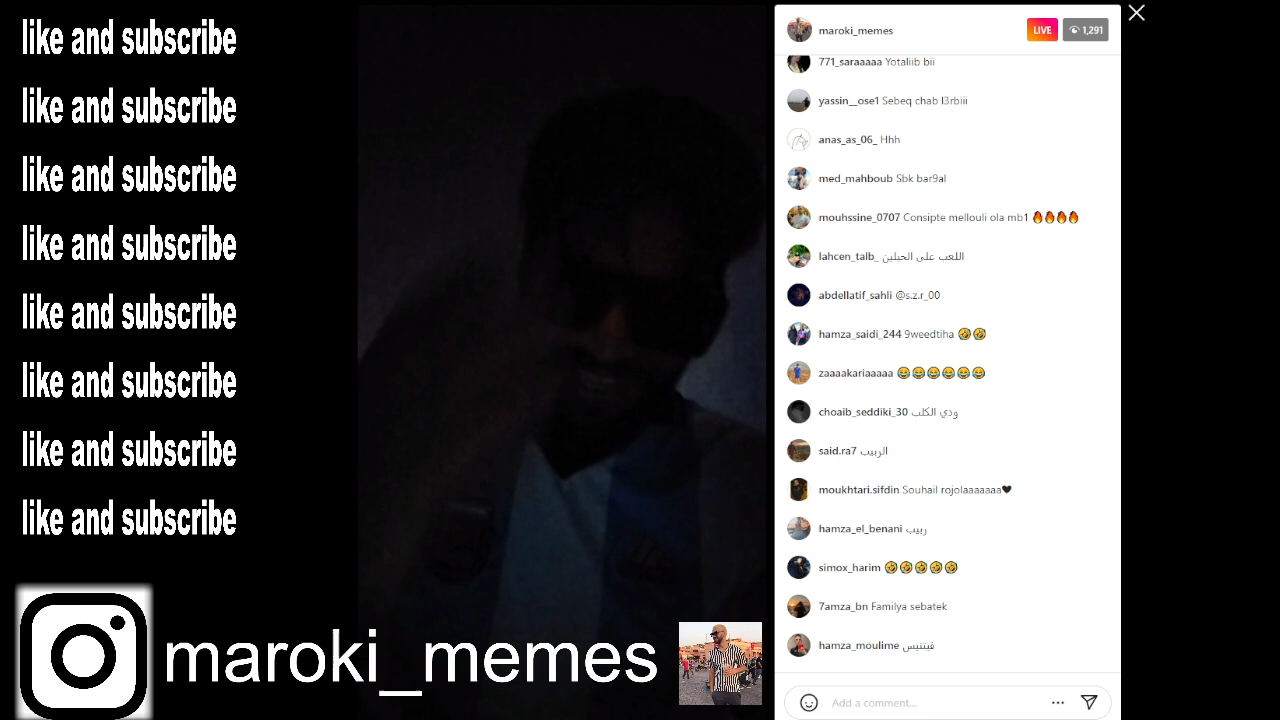 like and subscribe
like and subscribe
like and subscribe
like and subscribe
like and subscribe
like and subscribe
like and subscribe
like and subscribe
maroki_memes
maroki_memes
LIVE 1,291
771_saraaaaa Yotaliib bii
yassin__ose1 Sebeq chab l3rbiii
anas_as_06_ Hhh
med_mahboub Sbk bar9al
mouhssine_0707 Consipte mellouli ola mb1 🔥🔥🔥🔥
lahcen_talb_ اللعب على الحبلين
abdellatif_sahli @s.z.r_00
hamza_saidi_244 9weedtiha 🤣🤣
zaaaakariaaaaa 😂😂😂😂😂😂
choaib_seddiki_30 ودي الكلب
said.ra7 الربيب
moukhtari.sifdin Souhail rojolaaaaaaa🖤
hamza_el_benani ربيب
simox_harim 🤣🤣🤣🤣🤣
7amza_bn Familya sebatek
hamza_moulime فيتنيس
Add a comment...